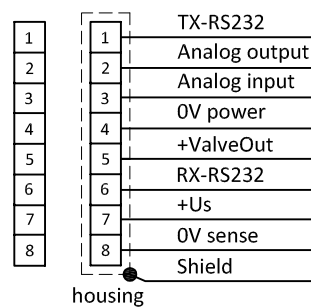 TX-RS232
1 1
Analog output
2 2
Analog input
3 3
0V power
4 4
+ValveOut
5 5
RX-RS232
6 6
+Us
7 7
0V sense
8 8
Shield
housing